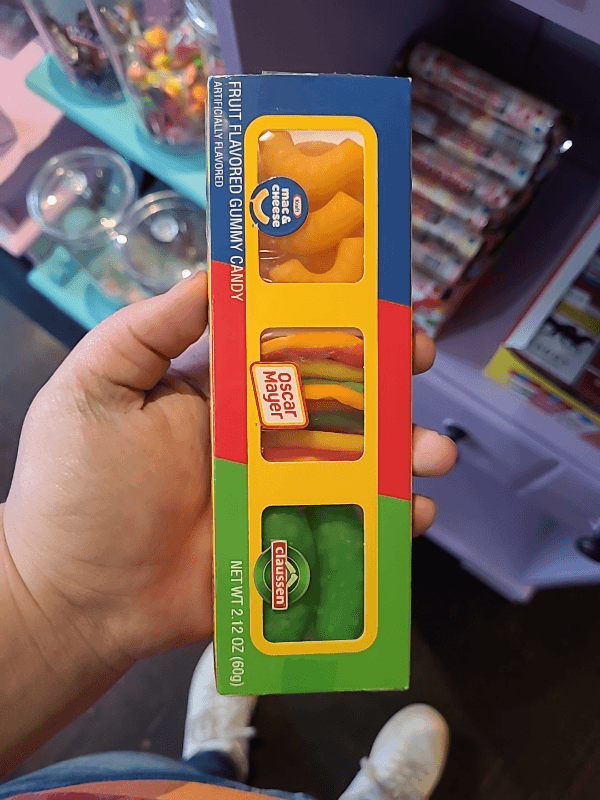 FRUIT FLAVORED GUMMY CANDY
ARTIFICIALLY FLAVORED
Kraft
mac&
cheese
Oscar
Mayer
claussen
NET WT 2.12 OZ (60g)